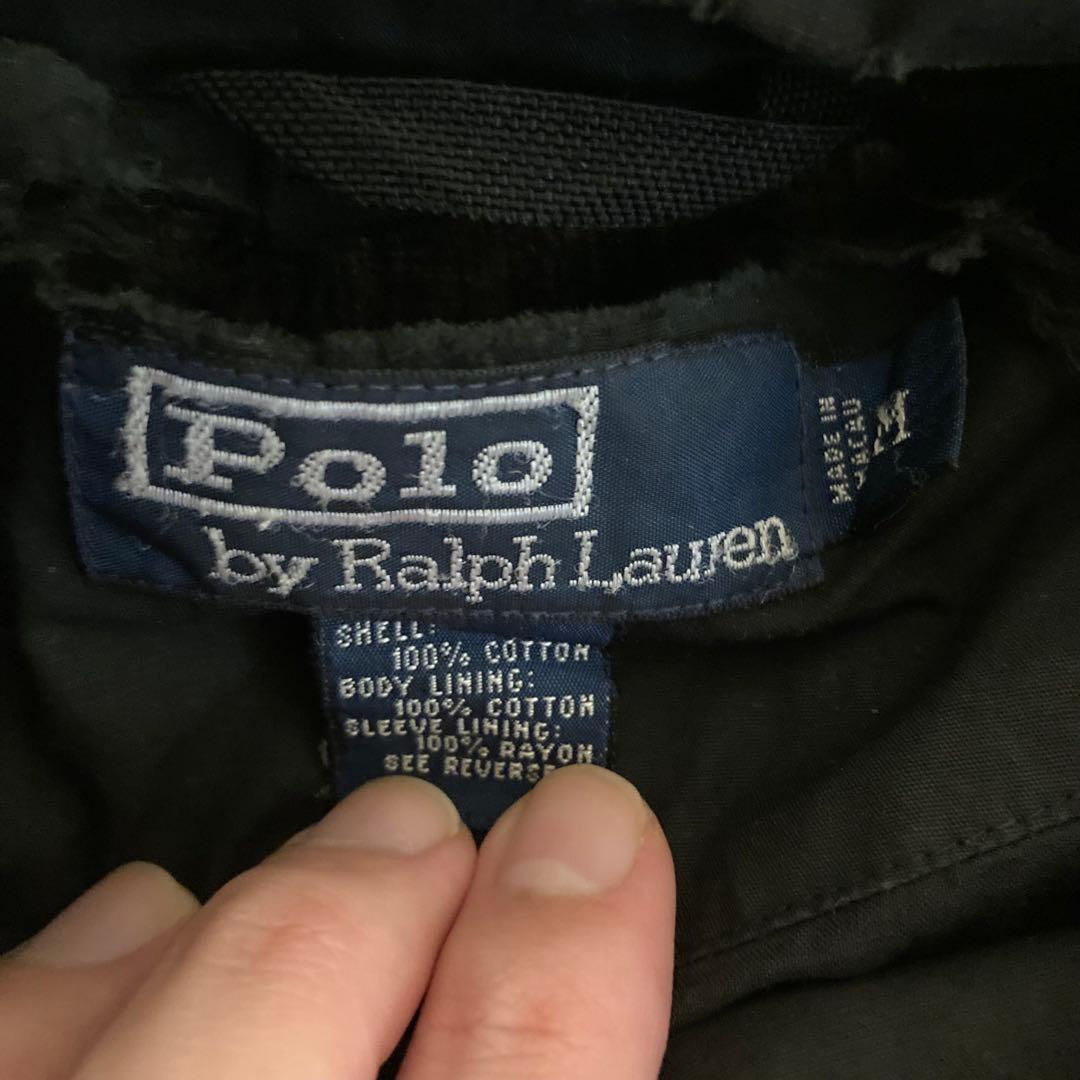 Polo
by Ralph Lauren
MADE IN
MACAU
M
SHELL:
100% COTTON
BODY LINING:
100% COTTON
SLEEVE LINING:
100% RAYON
SEE REVERSE